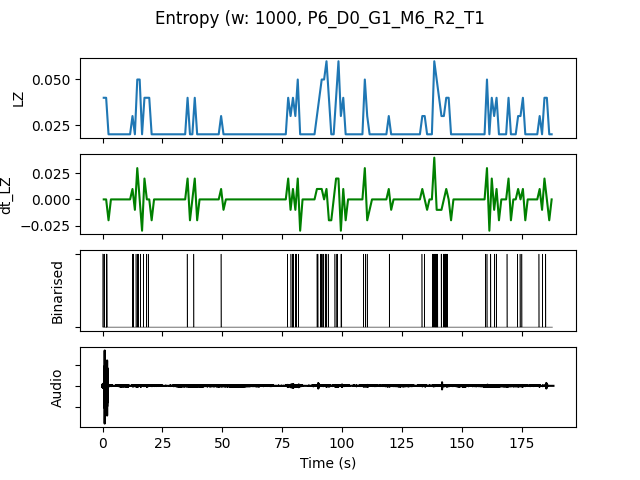 Entropy (w: 1000, P6_D0_G1_M6_R2_T1
LZ
0.050
0.025
dt_LZ
0.025
0.000
−0.025
Binarised
Audio
0
25
50
75
100
125
150
175
Time (s)